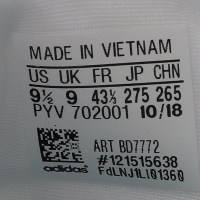 MADE IN VIETNAM
US UK FR JP CHN
9½ 9 43⅓ 275 265
PYV 702001 10/18
ART BD7772
#121515638
adidas FdLNJ1Li01360